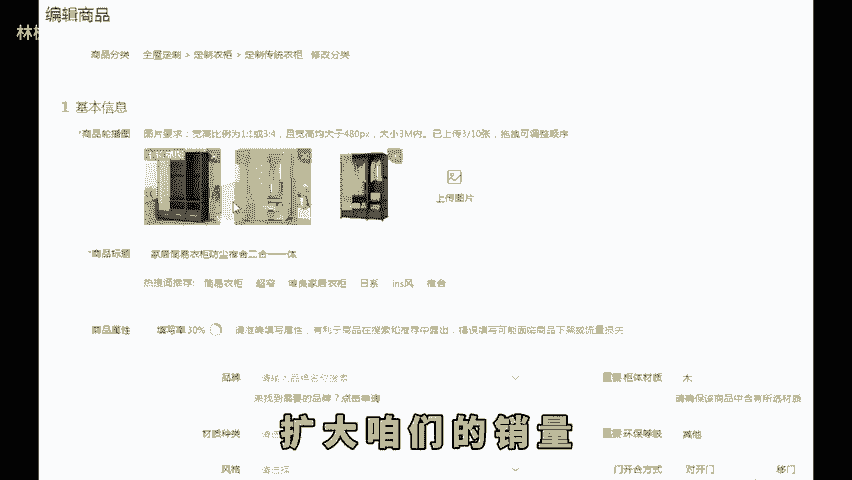 编辑商品
林
商品分类 全屋定制 > 定制衣柜 > 定制传统衣柜 修改分类
1 基本信息
*商品轮播图 图片要求：宽高比例为1:1或3:4，且宽高均大于480px，大小3M内。已上传3/10张，拖拽可调整顺序
上传图片
*商品标题 家居简易衣柜防尘宿舍二合一一体
热搜词推荐: 简易衣柜 超窄 唯良家居衣柜 日系 ins风 宿舍
商品属性 填写率 30% 请准确填写属性，有利于商品在搜索和推荐中露出，错误填写可能面临商品下架或流量损失
品牌 重要 柜体材质 木
未找到需要的品牌？点击申请 请确保该商品中含有所选材质
材质种类 重要 环保等级 其他
扩大咱们的销量
风格 请选择 门开合方式 对开门 移门